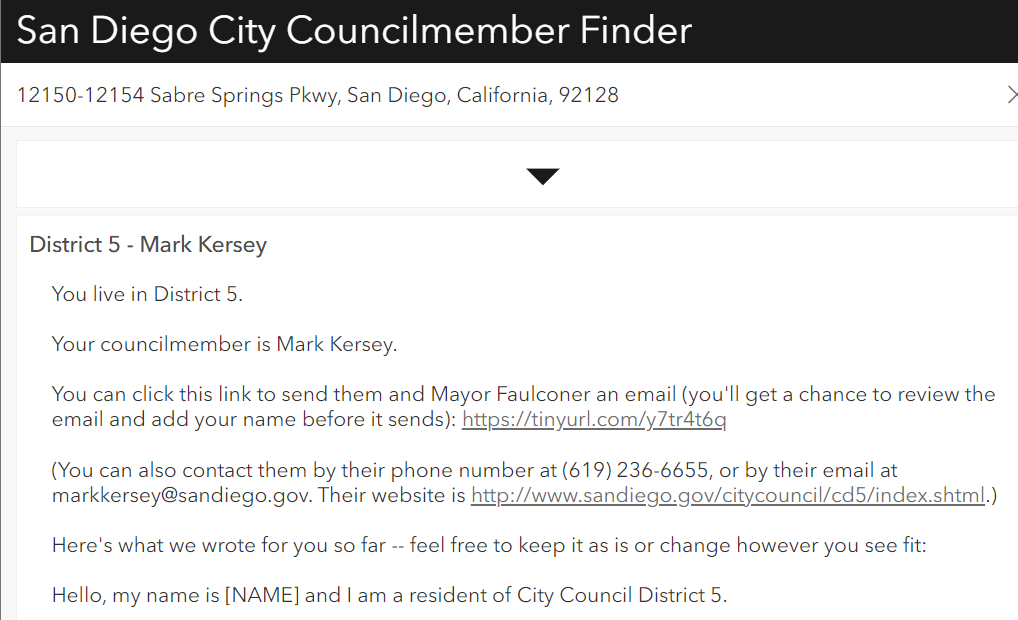 San Diego City Councilmember Finder
12150-12154 Sabre Springs Pkwy, San Diego, California, 92128
District 5 - Mark Kersey
You live in District 5.
Your councilmember is Mark Kersey.
You can click this link to send them and Mayor Faulconer an email (you'll get a chance to review the
email and add your name before it sends): https://tinyurl.com/y7tr4t6q
(You can also contact them by their phone number at (619) 236-6655, or by their email at
markkersey@sandiego.gov. Their website is http://www.sandiego.gov/citycouncil/cd5/index.shtml.)
Here's what we wrote for you so far -- feel free to keep it as is or change however you see fit:
Hello, my name is [NAME] and I am a resident of City Council District 5.